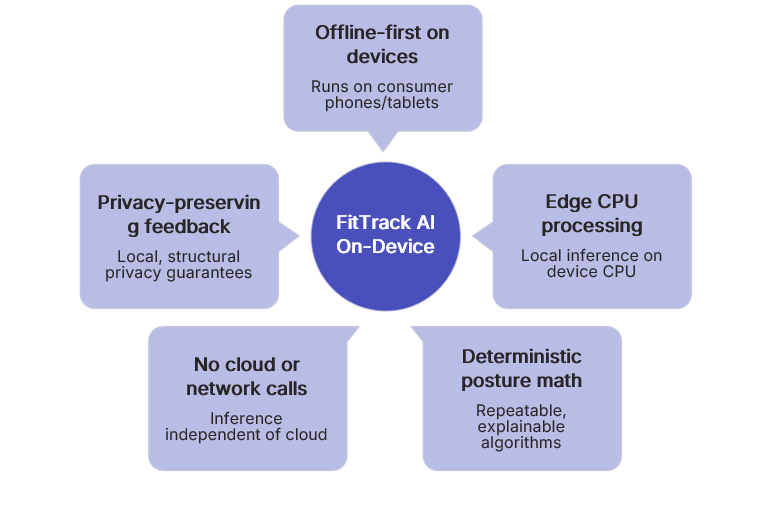 Offline-first on
devices
Runs on consumer
phones/tablets
Privacy-preservin
g feedback
Local, structural
privacy guarantees
FitTrack AI
On-Device
Edge CPU
processing
Local inference on
device CPU
No cloud or
network calls
Inference
independent of cloud
Deterministic
posture math
Repeatable,
explainable
algorithms